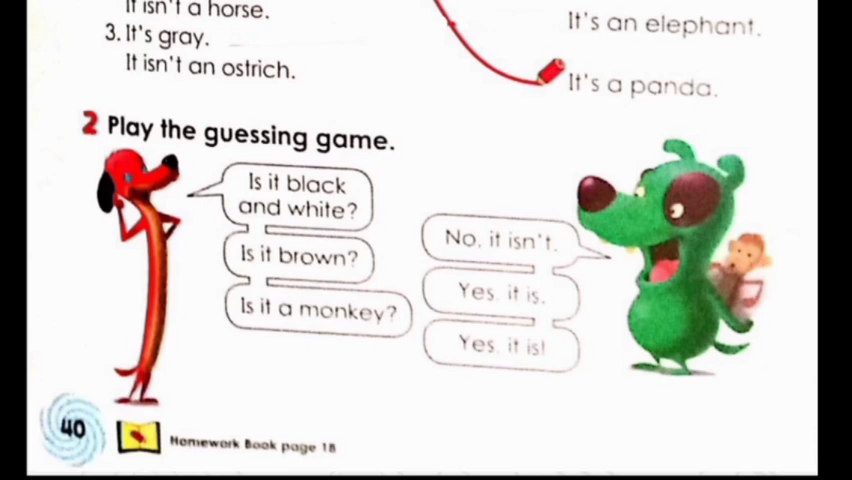 It isn't a horse.
3. It's gray.
It isn't an ostrich.
It's an elephant.
It's a panda.
2 Play the guessing game.
Is it black
and white?
Is it brown?
Is it a monkey?
No, it isn't.
Yes, it is.
Yes, it is!
40
Homework Book page 18